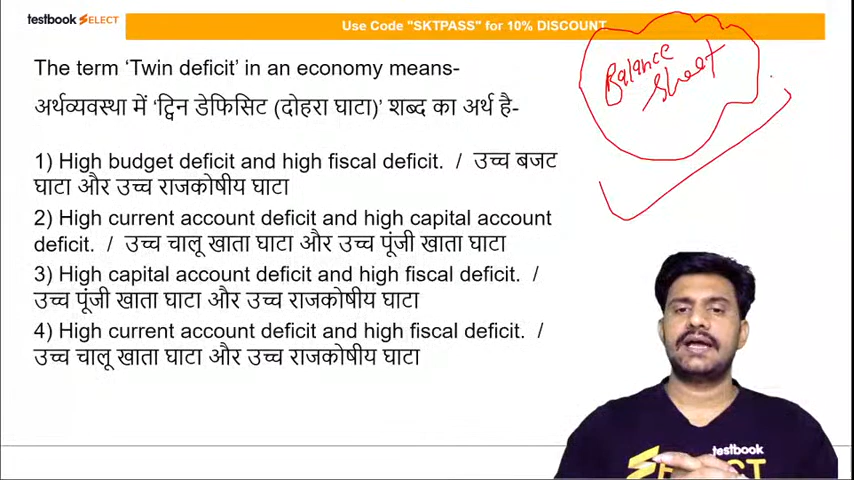 testbook SELECT
Use Code "SKTPASS" for 10% DISCOUNT
Balance
Sheet
The term ‘Twin deficit’ in an economy means-
अर्थव्यवस्था में ‘ट्विन डेफिसिट (दोहरा घाटा)’ शब्द का अर्थ है-
1) High budget deficit and high fiscal deficit. / उच्च बजट
घाटा और उच्च राजकोषीय घाटा
2) High current account deficit and high capital account
deficit. / उच्च चालू खाता घाटा और उच्च पूंजी खाता घाटा
3) High capital account deficit and high fiscal deficit. /
उच्च पूंजी खाता घाटा और उच्च राजकोषीय घाटा
4) High current account deficit and high fiscal deficit. /
उच्च चालू खाता घाटा और उच्च राजकोषीय घाटा
testbook
SELECT